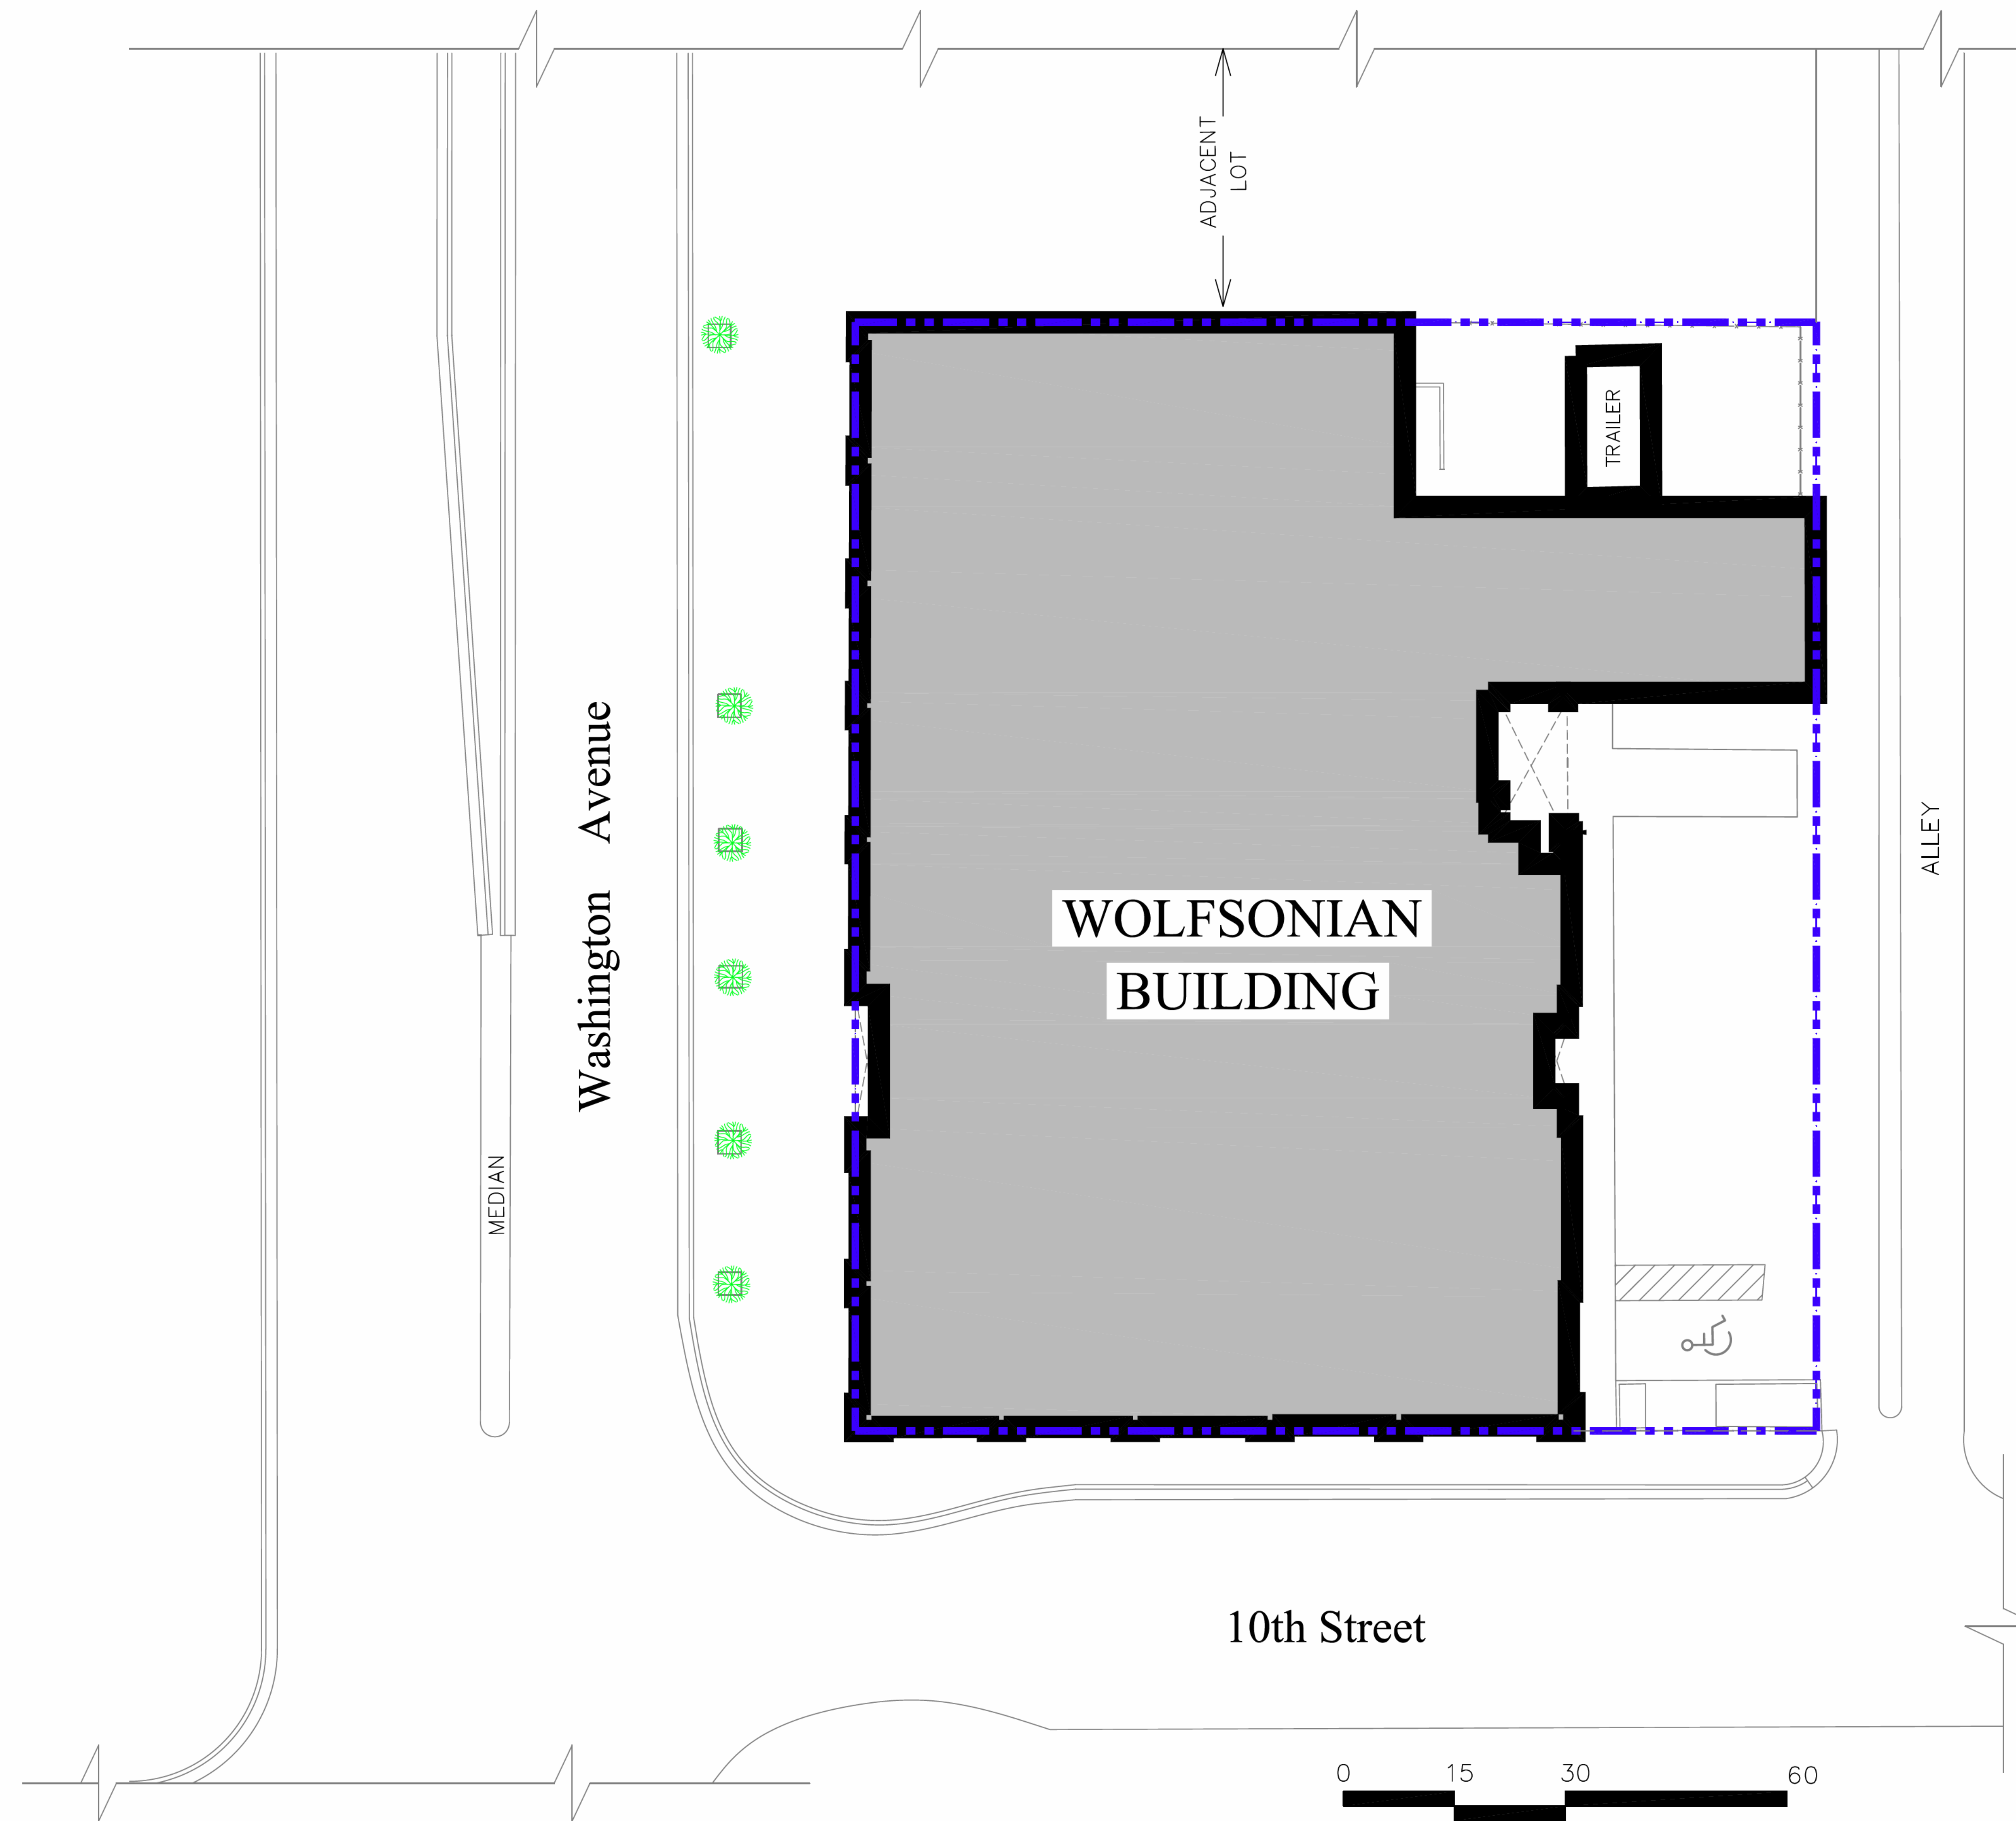 ADJACENT
LOT
TRAILER
Washington Avenue
ALLEY
WOLFSONIAN
BUILDING
MEDIAN
10th Street
0 15 30 60